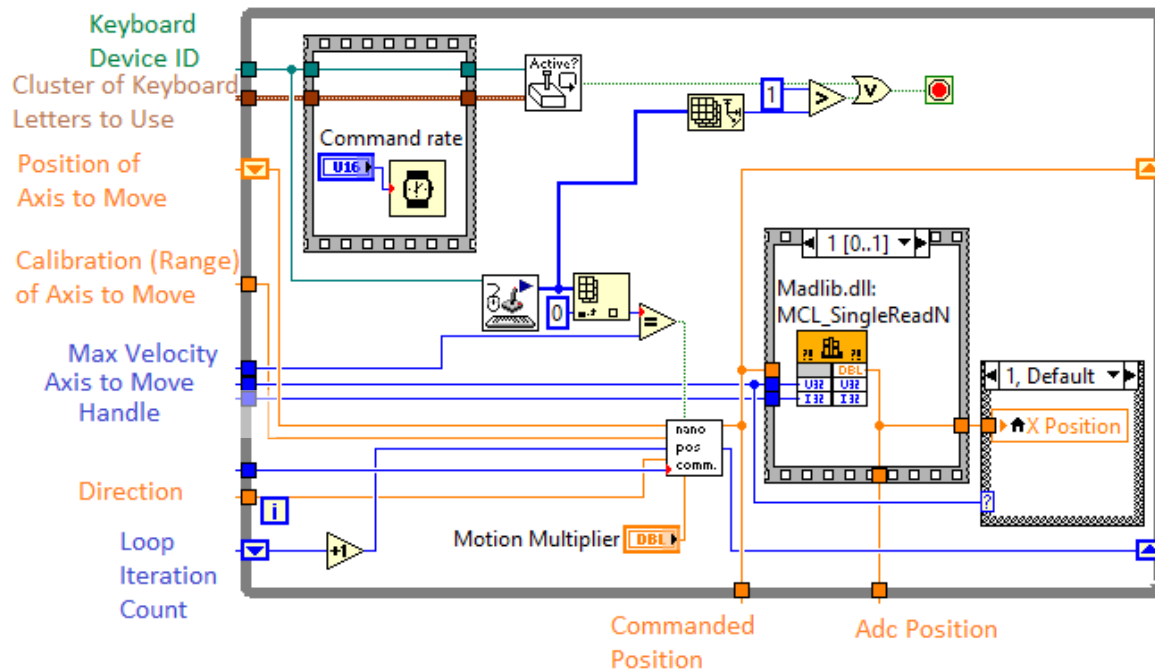 Keyboard
Device ID
Cluster of Keyboard
Letters to Use
Position of
Axis to Move
Calibration (Range)
of Axis to Move
Max Velocity
Axis to Move
Handle
Direction
Loop
Iteration
Count
Command rate
U16
Active?
1
>
V
0
=
i
+1
nano
pos
comm.
Motion Multiplier
DBL
1 [0..1]
Madlib.dll:
MCL_SingleReadN
?! ?!
DBL
U32 U32
I32 I32
1, Default
X Position
?
Commanded
Position
Adc Position